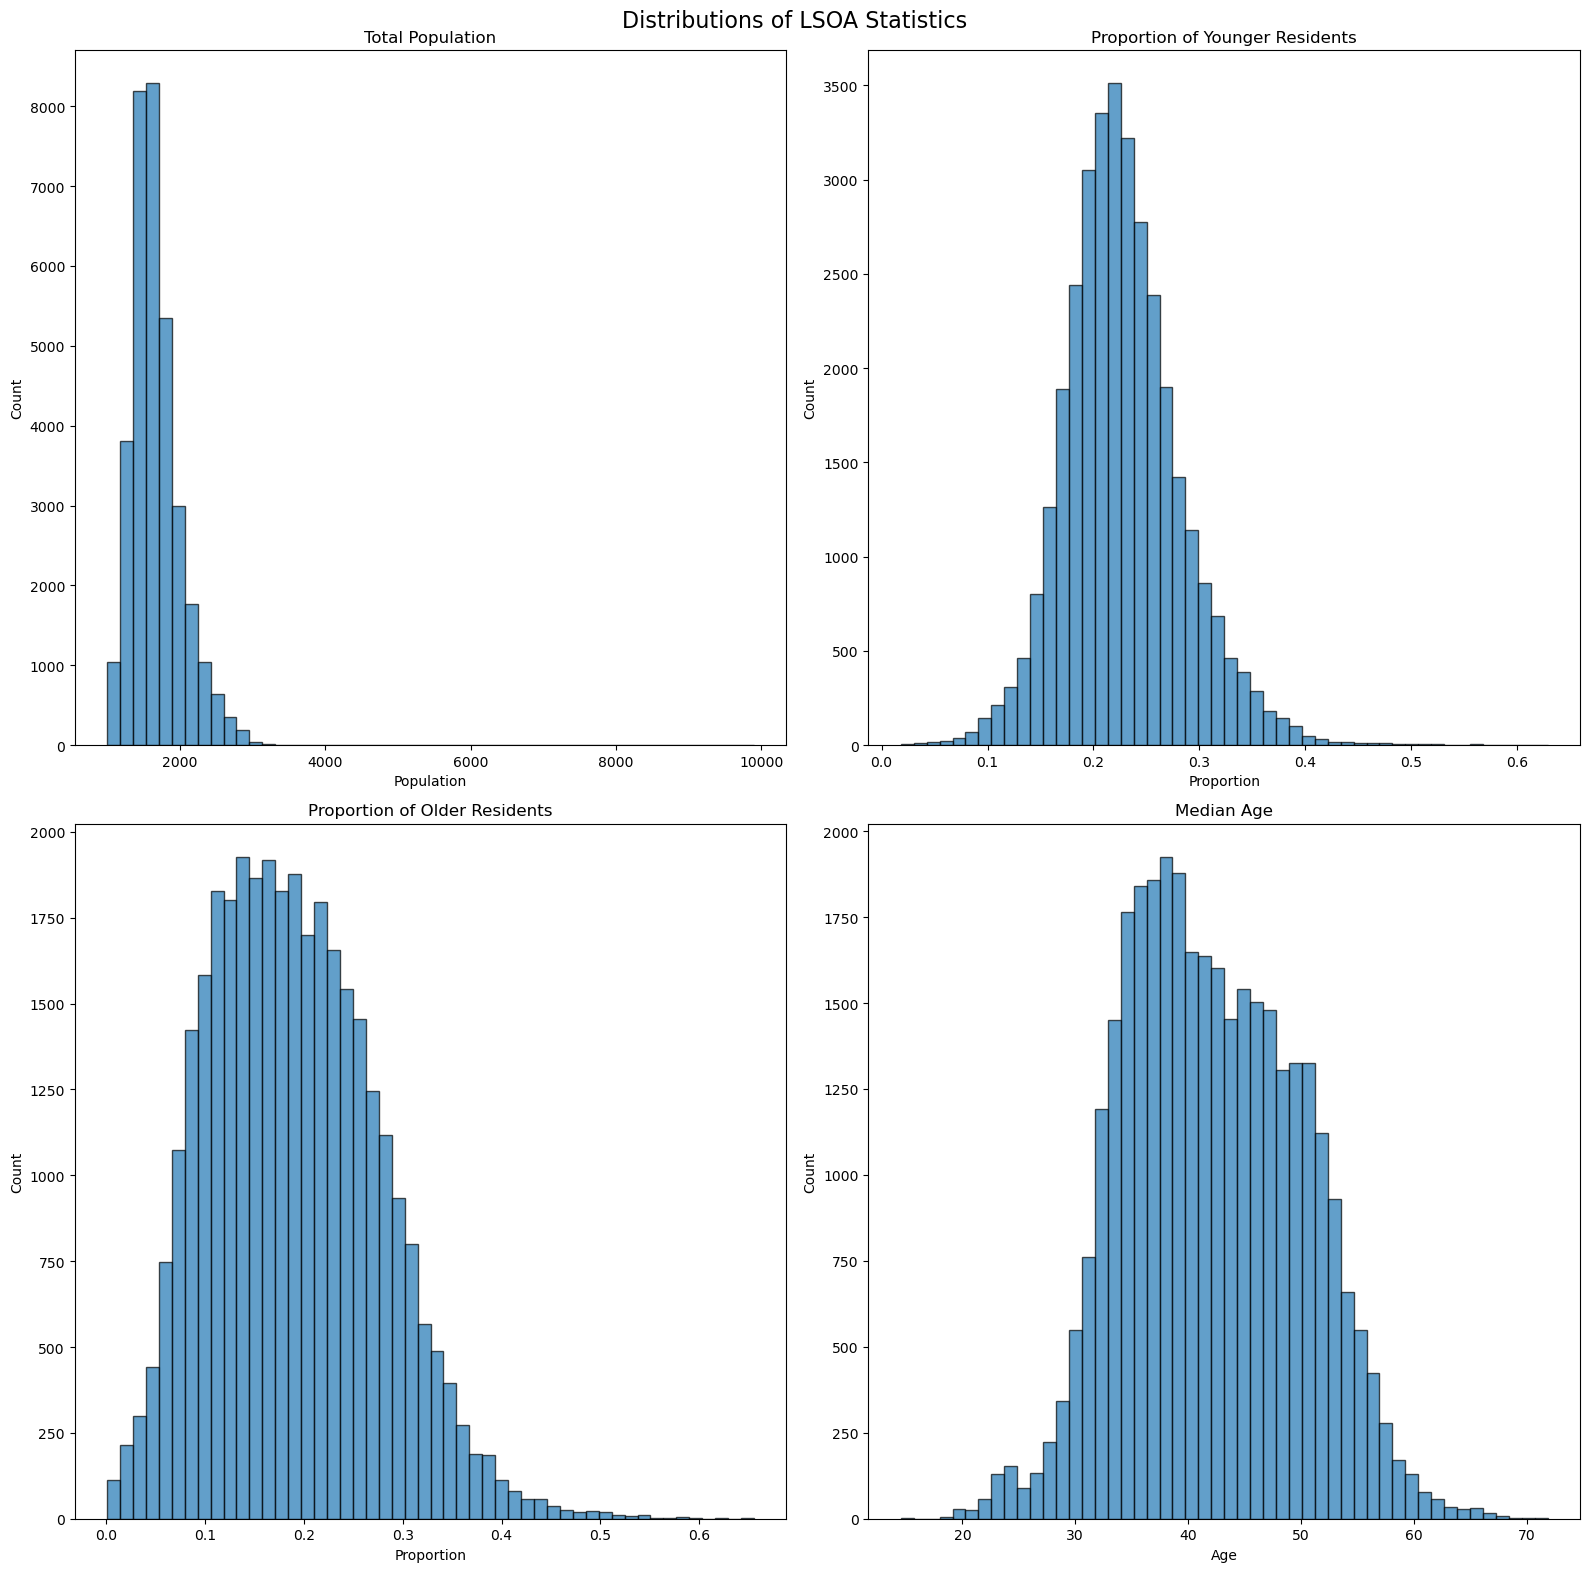 Distributions of LSOA Statistics
Total Population
Count
8000
7000
6000
5000
4000
3000
2000
1000
0
2000 4000 6000 8000 10000
Population
Proportion of Younger Residents
Count
3500
3000
2500
2000
1500
1000
500
0
0.0 0.1 0.2 0.3 0.4 0.5 0.6
Proportion
Proportion of Older Residents
Count
2000
1750
1500
1250
1000
750
500
250
0
0.0 0.1 0.2 0.3 0.4 0.5 0.6
Proportion
Median Age
Count
2000
1750
1500
1250
1000
750
500
250
0
20 30 40 50 60 70
Age